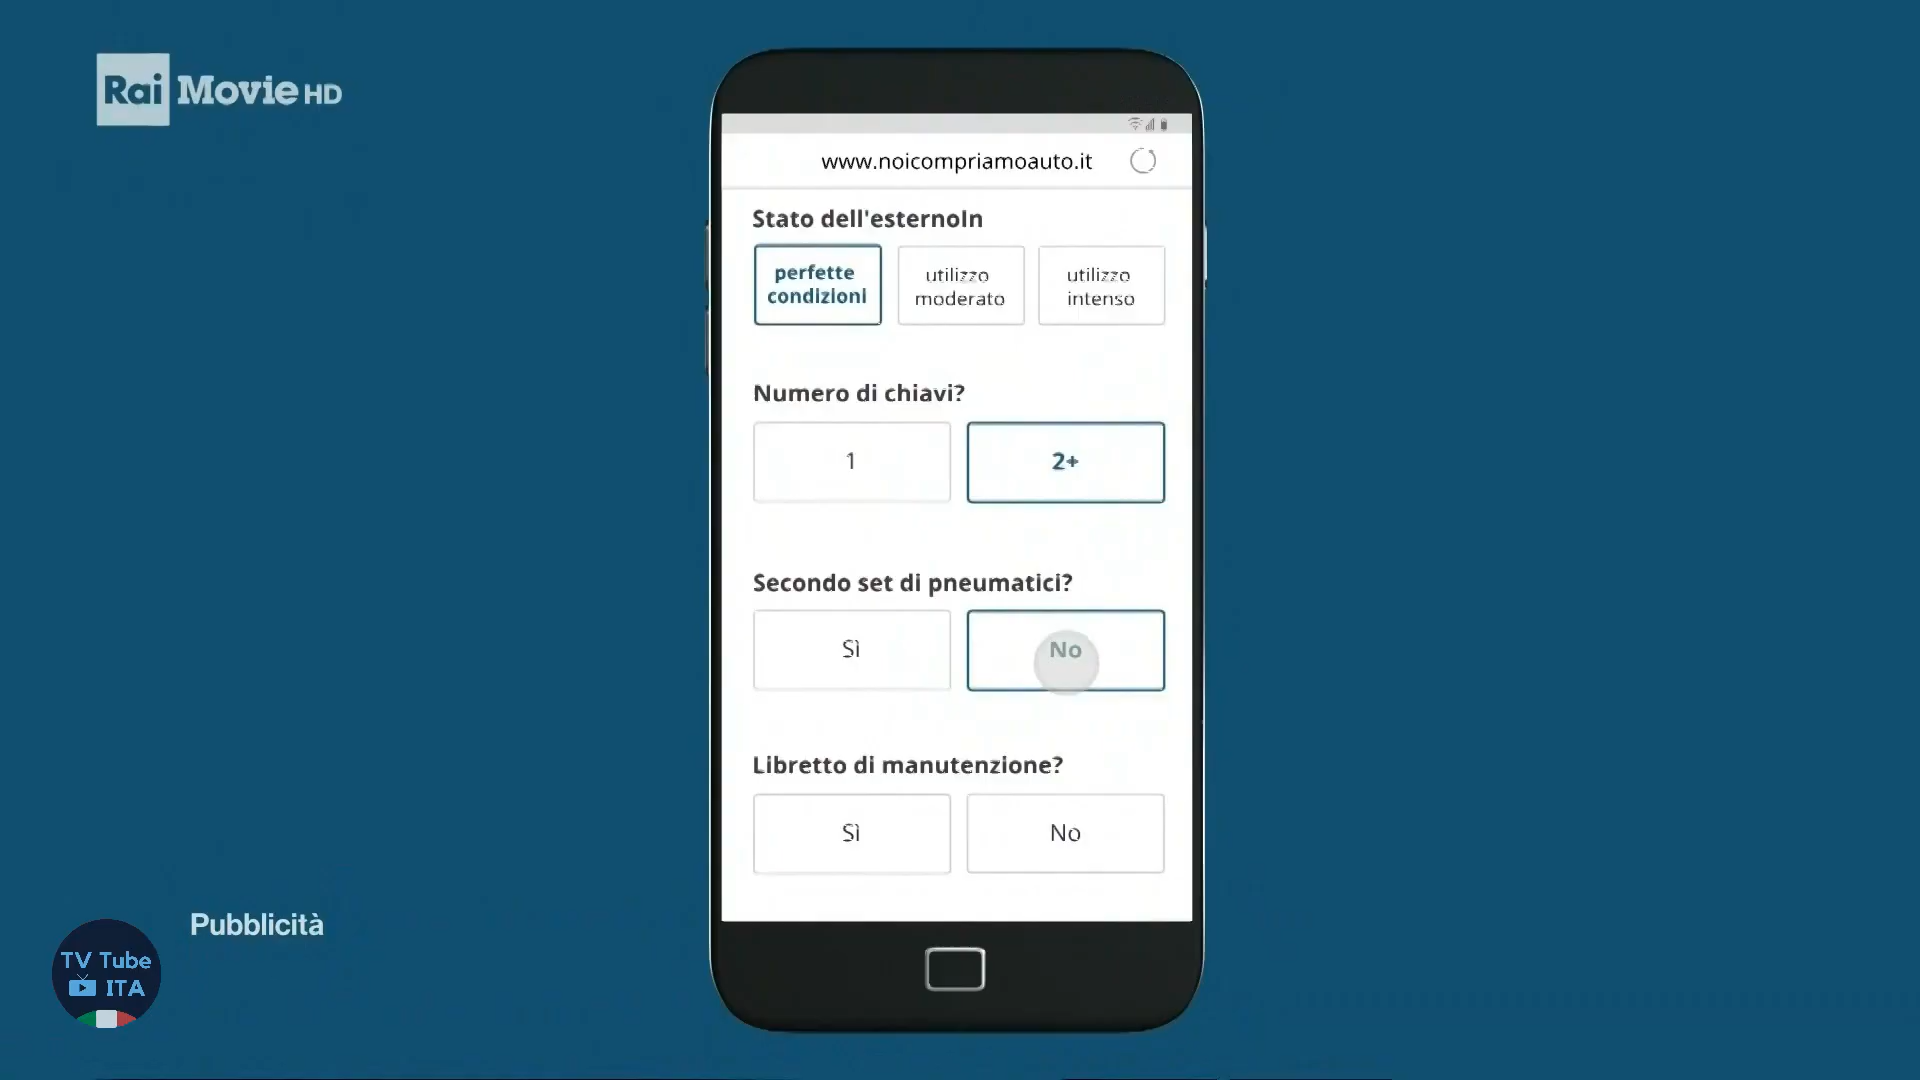 Rai Movie HD
www.noicompriamoauto.it
Stato dell'esternoIn
perfette
condizioni
utilizzo
moderato
utilizzo
intenso
Numero di chiavi?
1
2+
Secondo set di pneumatici?
Sì
No
Libretto di manutenzione?
Sì
No
Pubblicità
TV Tube
ITA